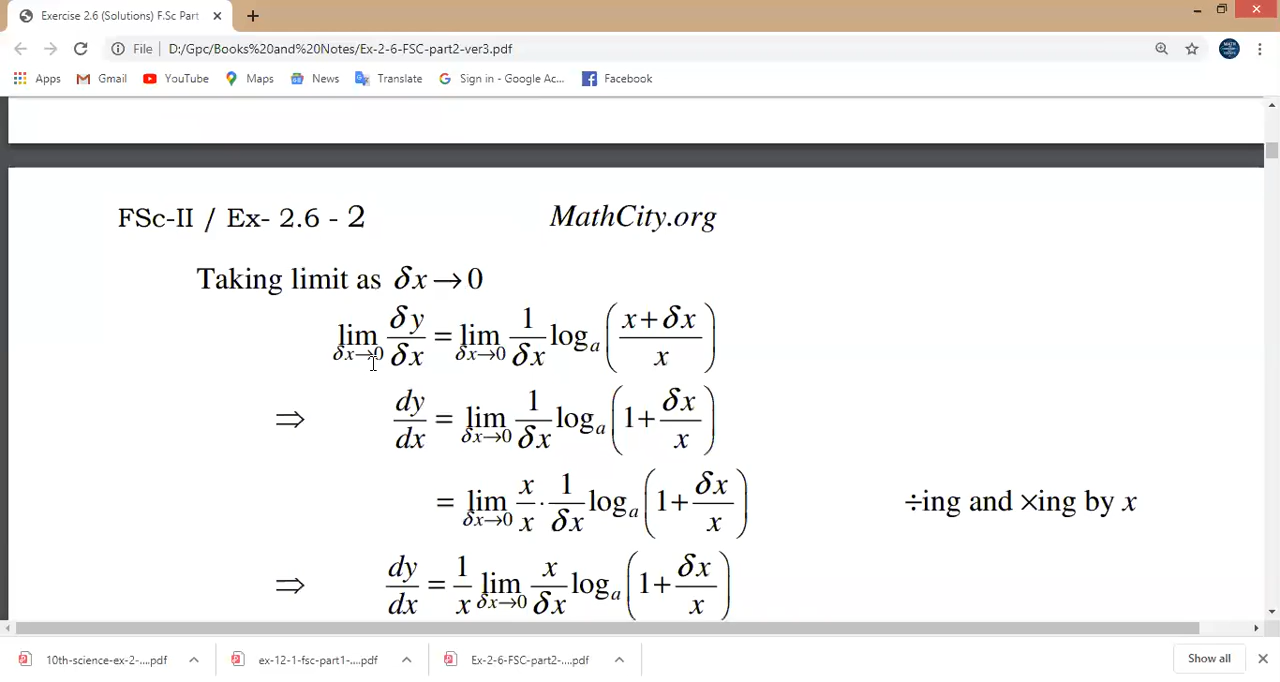 Exercise 2.6 (Solutions) F.Sc Part
File D:/Gpc/Books%20and%20Notes/Ex-2-6-FSC-part2-ver3.pdf
Apps Gmail YouTube Maps News Translate Sign in - Google Ac... Facebook
FSc-II / Ex- 2.6 - 2 MathCity.org
Taking limit as δx → 0
lim_{δx→0} δy/δx = lim_{δx→0} 1/δx log_a ((x + δx)/x)
⇒ dy/dx = lim_{δx→0} 1/δx log_a (1 + δx/x)
= lim_{δx→0} x/x · 1/δx log_a (1 + δx/x) ÷ing and ×ing by x
⇒ dy/dx = 1/x lim_{δx→0} x/δx log_a (1 + δx/x)
10th-science-ex-2-....pdf ex-12-1-fsc-part1-....pdf Ex-2-6-FSC-part2-....pdf Show all